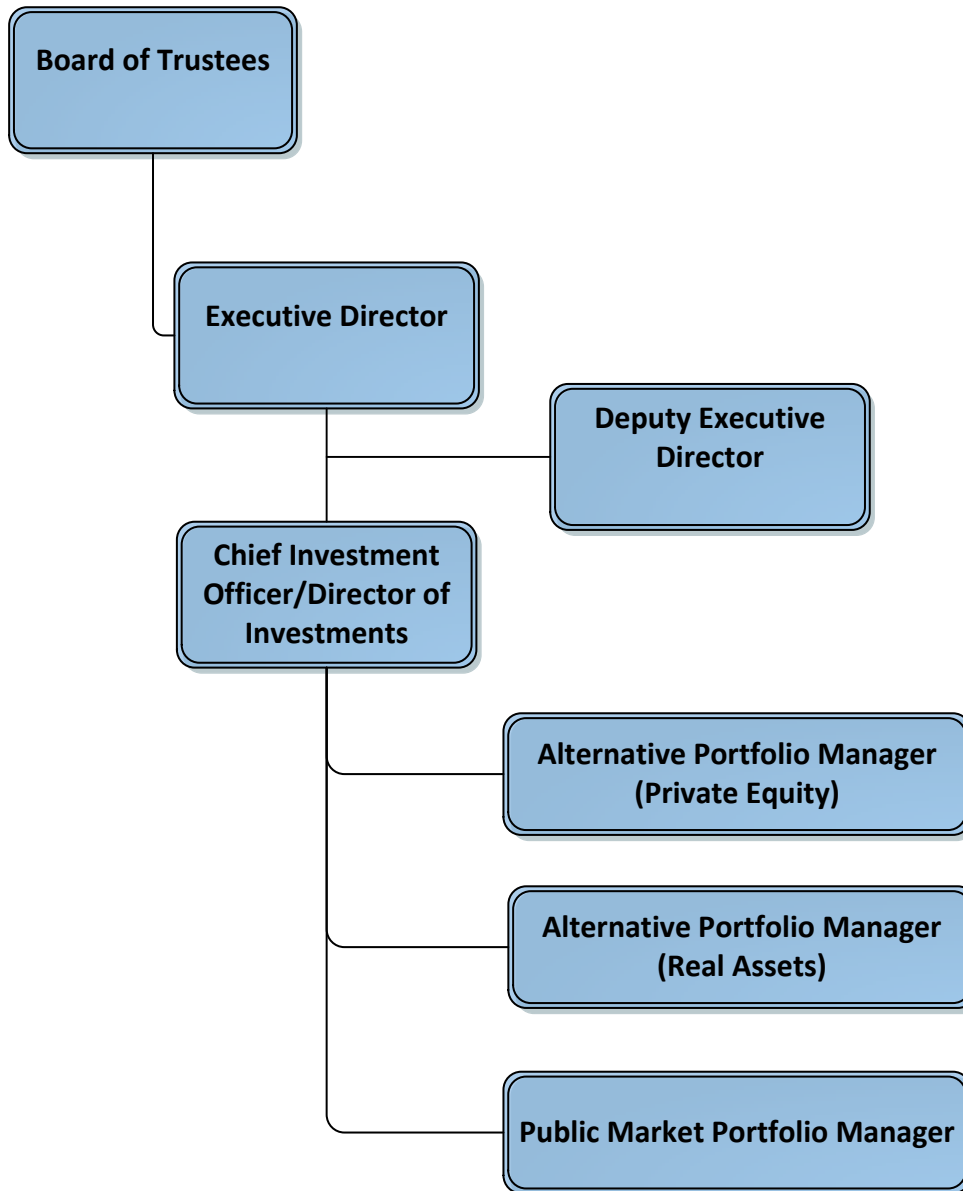 Board of Trustees
Executive Director
Deputy Executive
Director
Chief Investment
Officer/Director of
Investments
Alternative Portfolio Manager
(Private Equity)
Alternative Portfolio Manager
(Real Assets)
Public Market Portfolio Manager